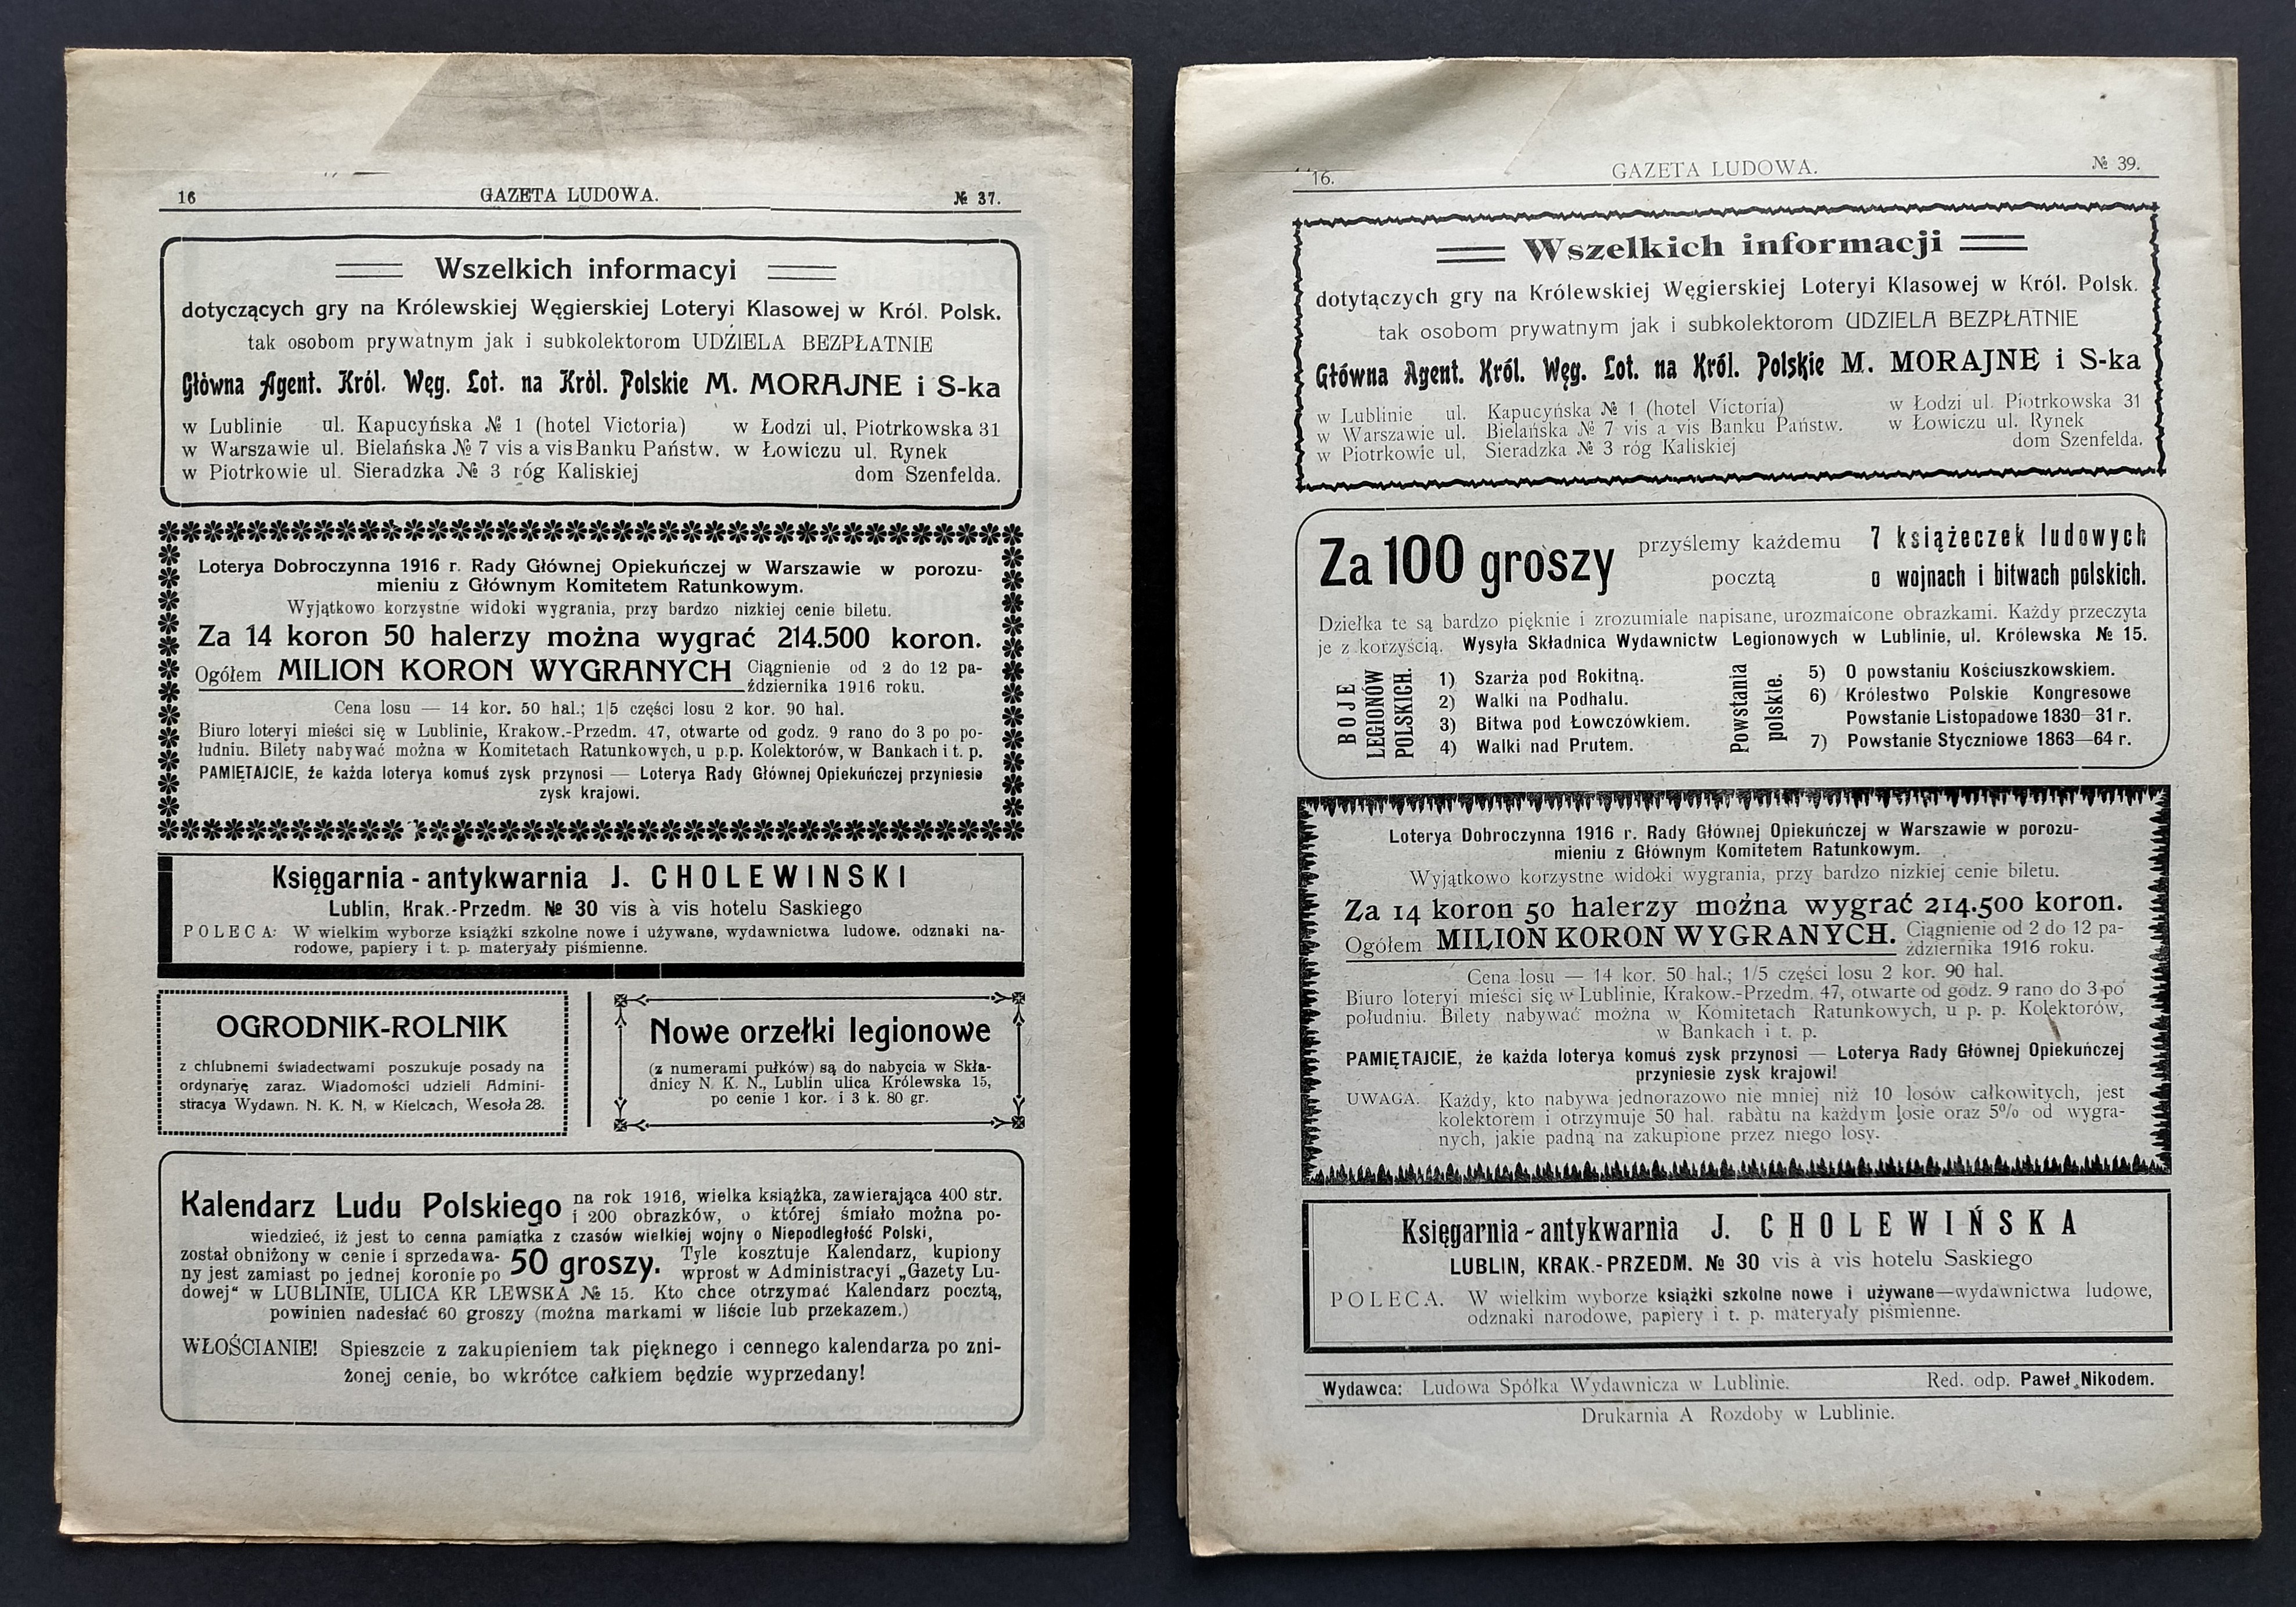 16 GAZETA LUDOWA. № 37.
Wszelkich informacyi
dotyczących gry na Królewskiej Węgierskiej Loteryi Klasowej w Król. Polsk.
tak osobom prywatnym jak i subkolektorom UDZIELA BEZPŁATNIE
Główna Agent. Król. Węg. Lot. na Król. Polskie M. MORAJNE i S-ka
w Lublinie ul. Kapucyńska № 1 (hotel Victoria) w Łodzi ul. Piotrkowska 31
w Warszawie ul. Bielańska № 7 vis a vis Banku Państw. w Łowiczu ul. Rynek
w Piotrkowie ul. Sieradzka № 3 róg Kaliskiej dom Szenfelda.
Loterya Dobroczynna 1916 r. Rady Głównej Opiekuńczej w Warszawie w porozu-
mieniu z Głównym Komitetem Ratunkowym.
Wyjątkowo korzystne widoki wygrania, przy bardzo nizkiej cenie biletu.
Za 14 koron 50 halerzy można wygrać 214.500 koron.
Ogółem MILION KORON WYGRANYCH Ciągnienie od 2 do 12 pa-
ździernika 1916 roku.
Cena losu — 14 kor. 50 hal.; 1|5 części losu 2 kor. 90 hal.
Biuro loteryi mieści się w Lublinie, Krakow.-Przedm. 47, otwarte od godz. 9 rano do 3 po po-
łudniu. Bilety nabywać można w Komitetach Ratunkowych, u p.p. Kolektorów, w Bankach i t. p.
PAMIĘTAJCIE, że każda loterya komuś zysk przynosi — Loterya Rady Głównej Opiekuńczej przyniesie
zysk krajowi.
Księgarnia - antykwarnia J. CHOLEWINSKI
Lublin, Krak.-Przedm. № 30 vis à vis hotelu Saskiego
POLECA: W wielkim wyborze książki szkolne nowe i używane, wydawnictwa ludowe, odznaki na-
rodowe, papiery i t. p. materyały piśmienne.
OGRODNIK-ROLNIK
z chlubnemi świadectwami poszukuje posady na
ordynaryę zaraz. Wiadomości udzieli Admini-
stracya Wydawn. N. K. N. w Kielcach, Wesoła 28.
Nowe orzełki legionowe
(z numerami pułków) są do nabycia w Skła-
dnicy N. K. N., Lublin ulica Królewska 15,
po cenie 1 kor. i 3 k. 80 gr.
Kalendarz Ludu Polskiego na rok 1916, wielka książka, zawierająca 400 str.
i 200 obrazków, o której śmiało można po-
wiedzieć, iż jest to cenna pamiątka z czasów wielkiej wojny o Niepodległość Polski,
został obniżony w cenie i sprzedawa-
ny jest zamiast po jednej koronie po 50 groszy. Tyle kosztuje Kalendarz, kupiony
wprost w Administracyi „Gazety Lu-
dowej" w LUBLINIE, ULICA KR LEWSKA № 15. Kto chce otrzymać Kalendarz pocztą,
powinien nadesłać 60 groszy (można markami w liście lub przekazem.)
WŁOŚCIANIE! Spieszcie z zakupieniem tak pięknego i cennego kalendarza po zni-
żonej cenie, bo wkrótce całkiem będzie wyprzedany!
16. GAZETA LUDOWA. № 39.
Wszelkich informacji
dotytączych gry na Królewskiej Węgierskiej Loteryi Klasowej w Król. Polsk.
tak osobom prywatnym jak i subkolektorom UDZIELA BEZPŁATNIE
Główna Agent. Król. Węg. Lot. na Król. Polskie M. MORAJNE i S-ka
w Lublinie ul. Kapucyńska № 1 (hotel Victoria) w Łodzi ul. Piotrkowska 31
w Warszawie ul. Bielańska № 7 vis a vis Banku Państw. w Łowiczu ul. Rynek
w Piotrkowie ul, Sieradzka № 3 róg Kaliskiej dom Szenfelda.
Za 100 groszy przyślemy każdemu
pocztą
7 książeczek ludowych
o wojnach i bitwach polskich.
Dziełka te są bardzo pięknie i zrozumiale napisane, urozmaicone obrazkami. Każdy przeczyta
je z korzyścią. Wysyła Składnica Wydawnictw Legionowych w Lublinie, ul. Królewska № 15.
BOJE
LEGIONÓW
POLSKICH.
1) Szarża pod Rokitną.
2) Walki na Podhalu.
3) Bitwa pod Łowczówkiem.
4) Walki nad Prutem.
Powstania
polskie.
5) O powstaniu Kościuszkowskiem.
6) Królestwo Polskie Kongresowe
Powstanie Listopadowe 1830—31 r.
7) Powstanie Styczniowe 1863—64 r.
Loterya Dobroczynna 1916 r. Rady Głównej Opiekuńczej w Warszawie w porozu-
mieniu z Głównym Komitetem Ratunkowym.
Wyjątkowo korzystne widoki wygrania, przy bardzo nizkiej cenie biletu.
Za 14 koron 50 halerzy można wygrać 214.500 koron.
Ogółem MILION KORON WYGRANYCH. Ciągnienie od 2 do 12 pa-
ździernika 1916 roku.
Cena losu — 14 kor. 50 hal.; 1/5 części losu 2 kor. 90 hal.
Biuro loteryi mieści się w Lublinie, Krakow.-Przedm. 47, otwarte od godz. 9 rano do 3 po
południu. Bilety nabywać można w Komitetach Ratunkowych, u p. p. Kolektorów,
w Bankach i t. p.
PAMIĘTAJCIE, że każda loterya komuś zysk przynosi — Loterya Rady Głównej Opiekuńczej
przyniesie zysk krajowi!
UWAGA. Każdy, kto nabywa jednorazowo nie mniej niż 10 losów całkowitych, jest
kolektorem i otrzymuje 50 hal. rabatu na każdym losie oraz 5% od wygra-
nych, jakie padną na zakupione przez niego losy.
Księgarnia - antykwarnia J. CHOLEWIŃSKA
LUBLIN, KRAK.-PRZEDM. № 30 vis à vis hotelu Saskiego
POLECA. W wielkim wyborze książki szkolne nowe i używane—wydawnictwa ludowe,
odznaki narodowe, papiery i t. p. materyały piśmienne.
Wydawca: Ludowa Spółka Wydawnicza w Lublinie. Red. odp. Paweł Nikodem.
Drukarnia A Rozdoby w Lublinie.